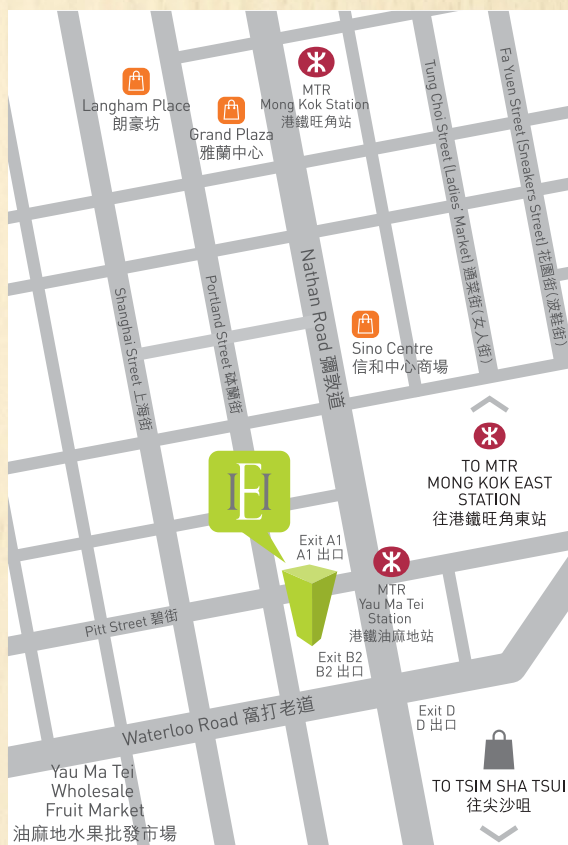 Langham Place
朗豪坊
Grand Plaza
雅蘭中心
MTR
Mong Kok Station
港鐵旺角站
Tung Choi Street (Ladies' Market) 通菜街(女人街)
Fa Yuen Street (Sneakers Street) 花園街(波鞋街)
Shanghai Street 上海街
Portland Street 砵蘭街
Nathan Road 彌敦道
Sino Centre
信和中心商場
TO MTR
MONG KOK EAST
STATION
往港鐵旺角東站
IEI
Exit A1
A1 出口
MTR
Yau Ma Tei
Station
港鐵油麻地站
Pitt Street 碧街
Exit B2
B2 出口
Waterloo Road 窩打老道
Exit D
D 出口
Yau Ma Tei
Wholesale
Fruit Market
油麻地水果批發市場
TO TSIM SHA TSUI
往尖沙咀